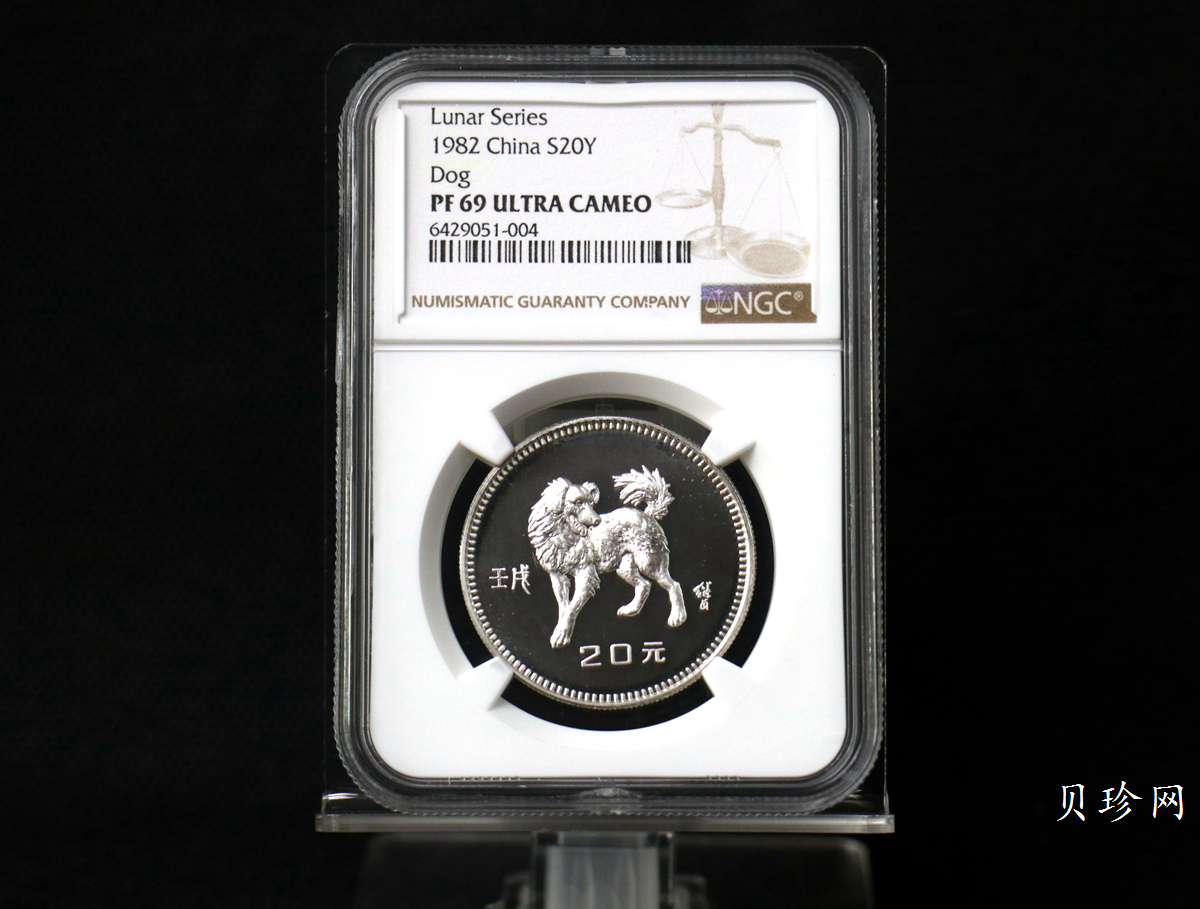 Lunar Series
1982 China S20Y
Dog
PF 69 ULTRA CAMEO
6429051-004
NUMISMATIC GUARANTY COMPANY
NGC®
壬戌
20元
贝珍网